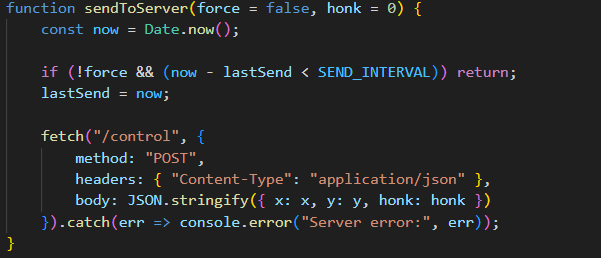 function sendToServer(force = false, honk = 0) {
    const now = Date.now();

    if (!force && (now - lastSend < SEND_INTERVAL)) return;
    lastSend = now;

    fetch("/control", {
        method: "POST",
        headers: { "Content-Type": "application/json" },
        body: JSON.stringify({ x: x, y: y, honk: honk })
    }).catch(err => console.error("Server error:", err));
}